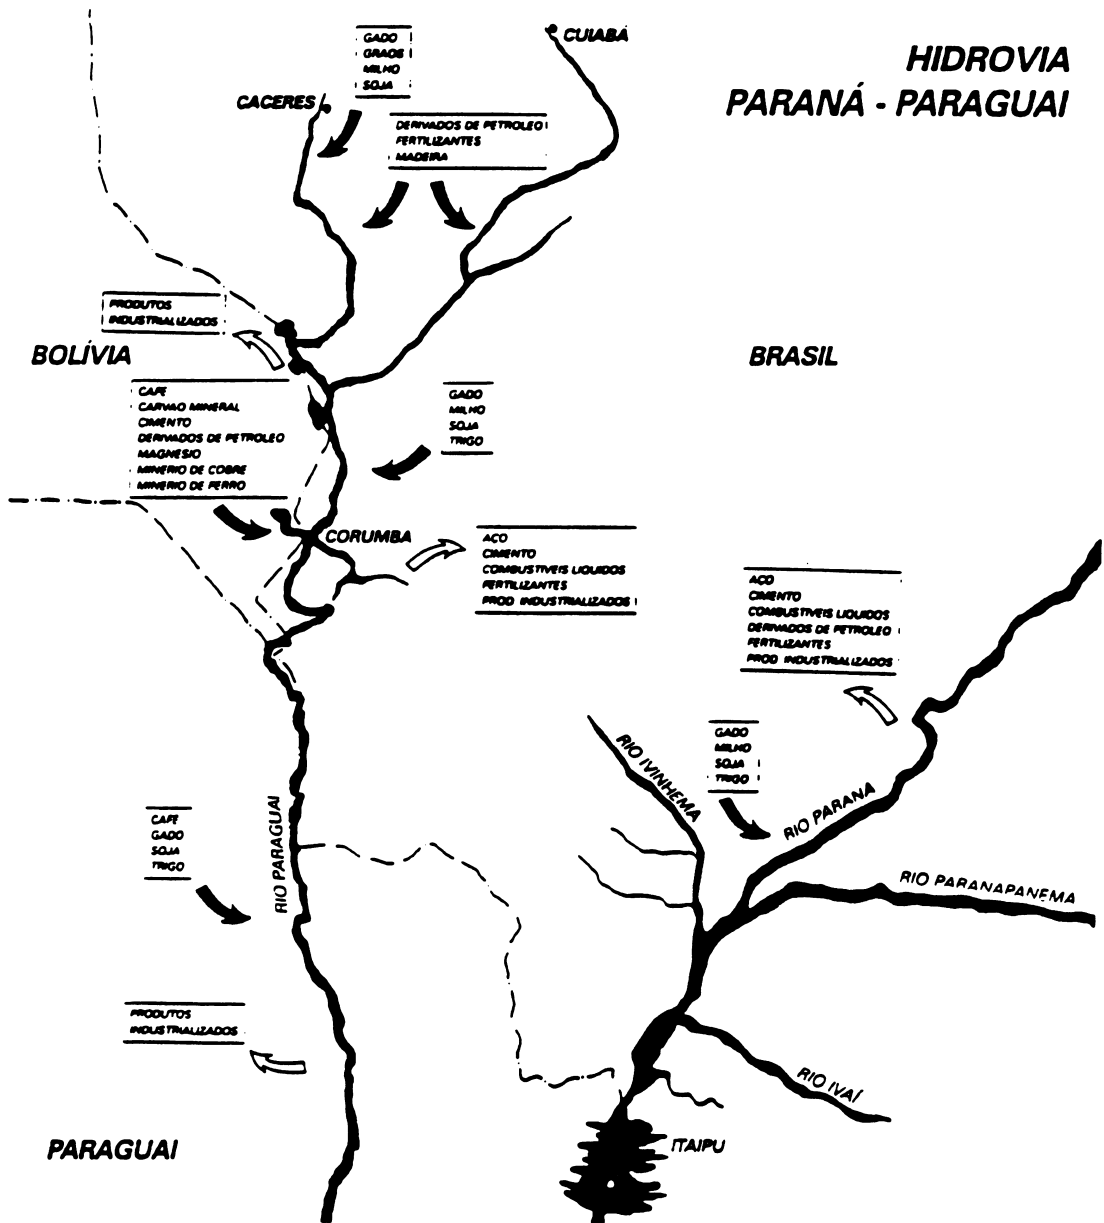 HIDROVIA
PARANÁ - PARAGUAI
CUIABÁ
GADO
GRAOS
MILHO
SOJA
CACERES
DERIVADOS DE PETROLEO
FERTILIZANTES
MADEIRA
PRODUTOS
INDUSTRIALIZADOS
BOLÍVIA
BRASIL
CAFE
CARVAO MINERAL
CIMENTO
DERIVADOS DE PETROLEO
MAGNESIO
MINERIO DE COBRE
MINERIO DE FERRO
GADO
MILHO
SOJA
TRIGO
CORUMBA
ACO
CIMENTO
COMBUSTIVEIS LIQUIDOS
FERTILIZANTES
PROD INDUSTRIALIZADOS
ACO
CIMENTO
COMBUSTIVEIS LIQUIDOS
DERIVADOS DE PETROLEO
FERTILIZANTES
PROD INDUSTRIALIZADOS
GADO
MILHO
SOJA
TRIGO
RIO IVINHEMA
RIO PARANA
RIO PARANAPANEMA
CAFE
GADO
SOJA
TRIGO
RIO PARAGUAI
PRODUTOS
INDUSTRIALIZADOS
RIO IVAÍ
PARAGUAI
ITAIPU